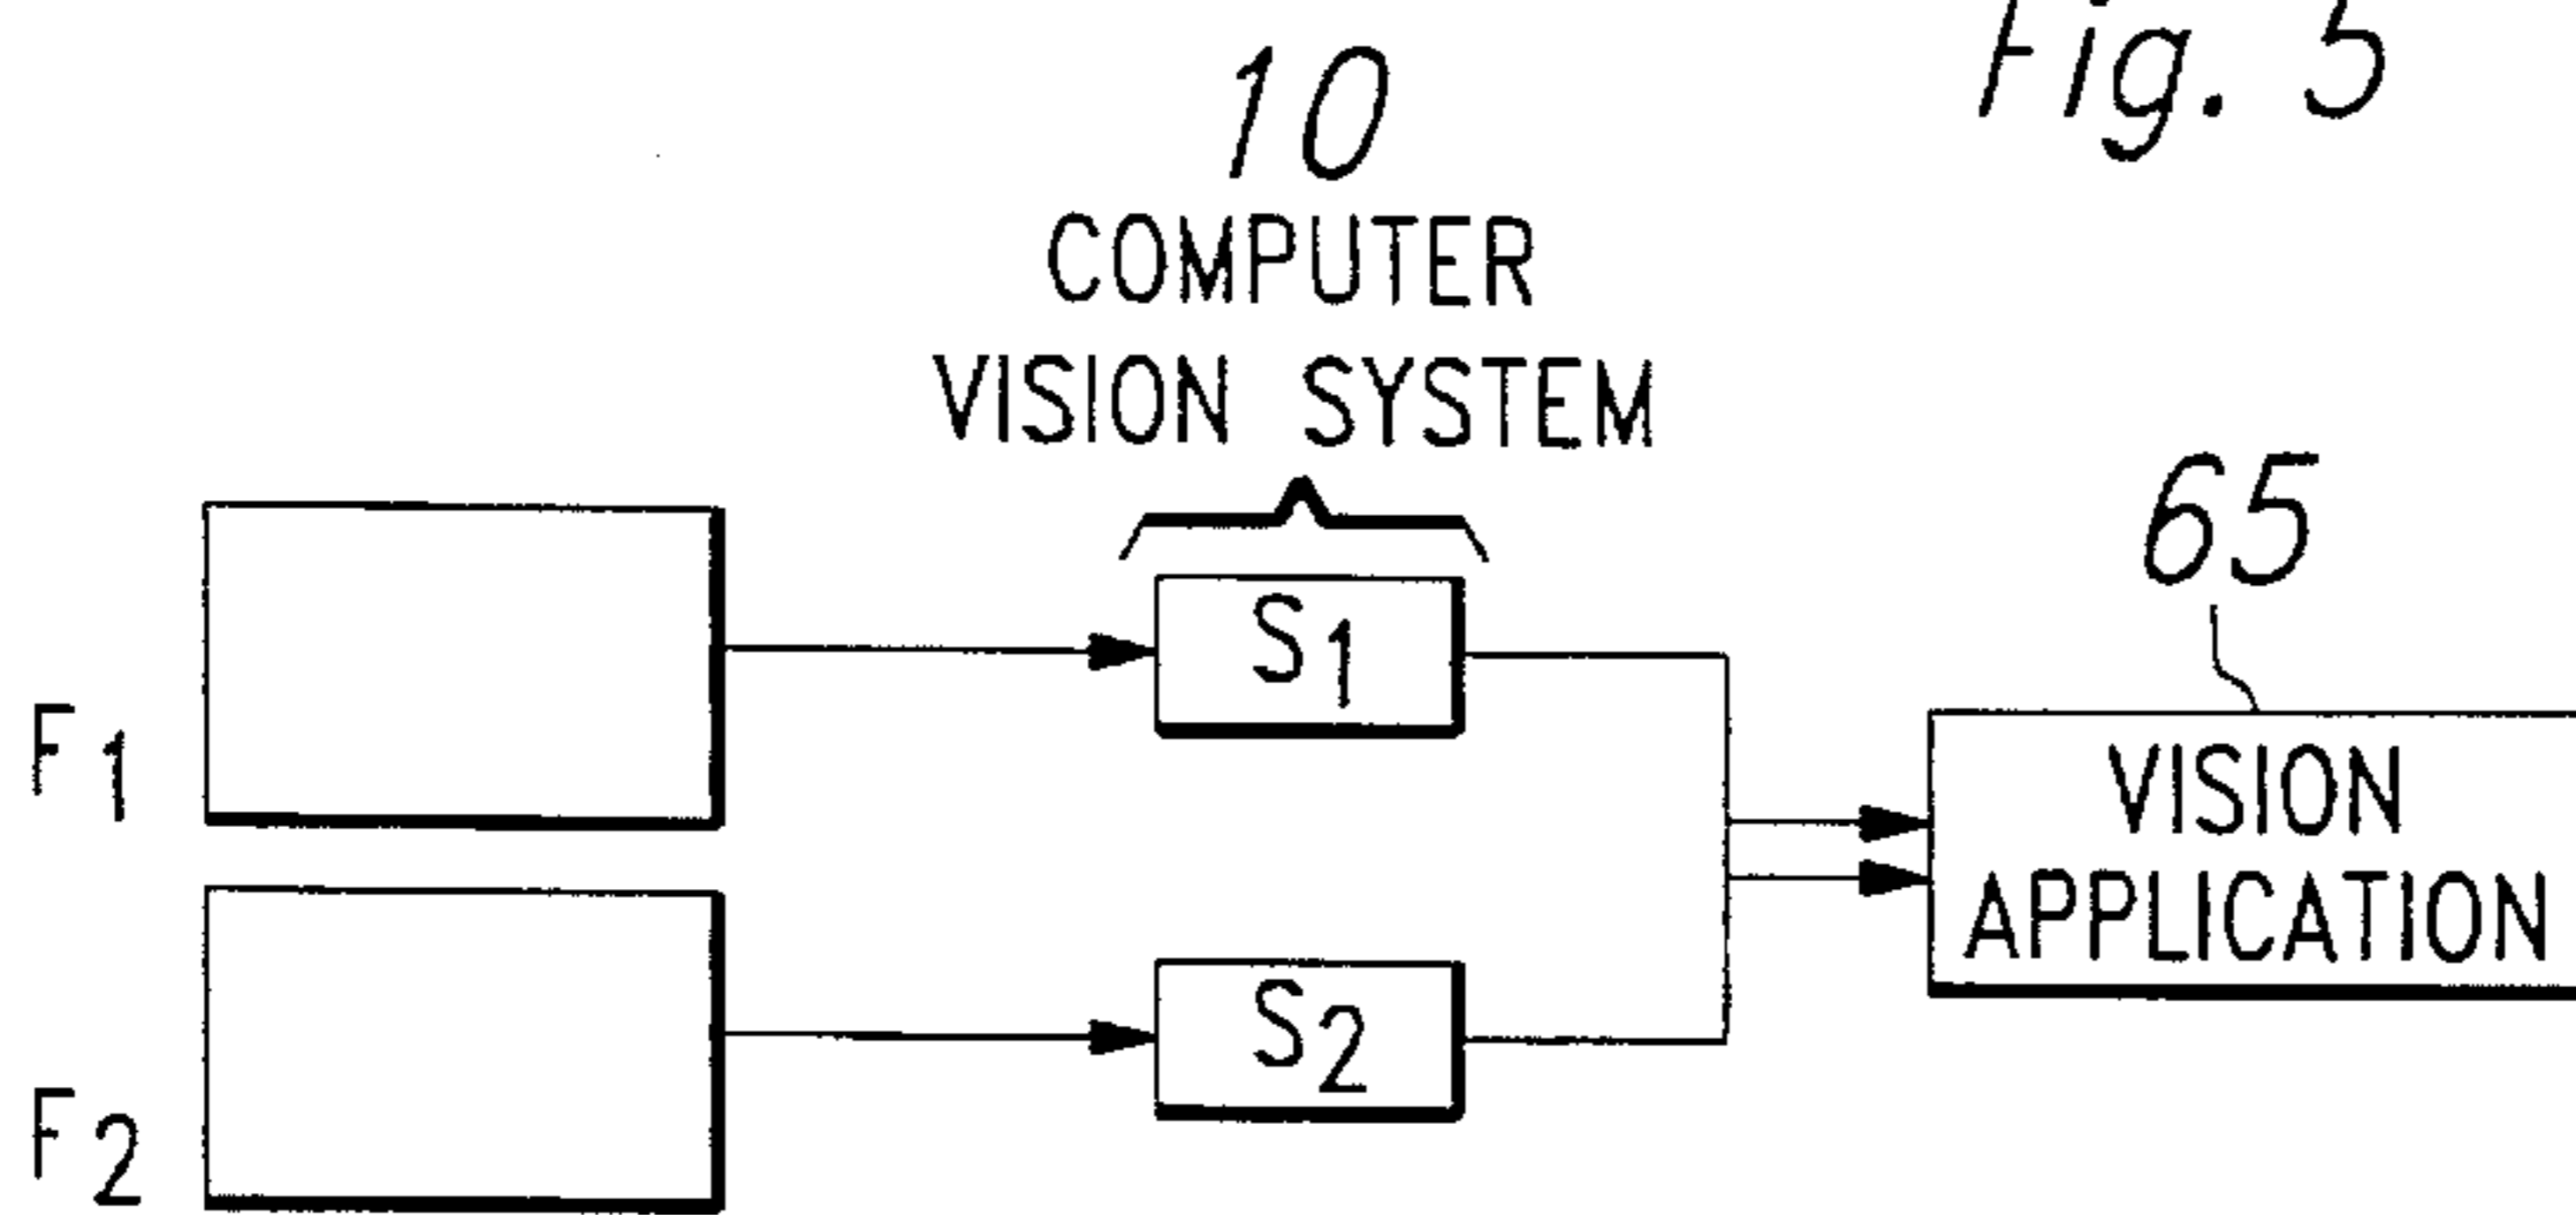 Fig. 5
10
COMPUTER
VISION SYSTEM
65
F1
S1
VISION
APPLICATION
F2
S2